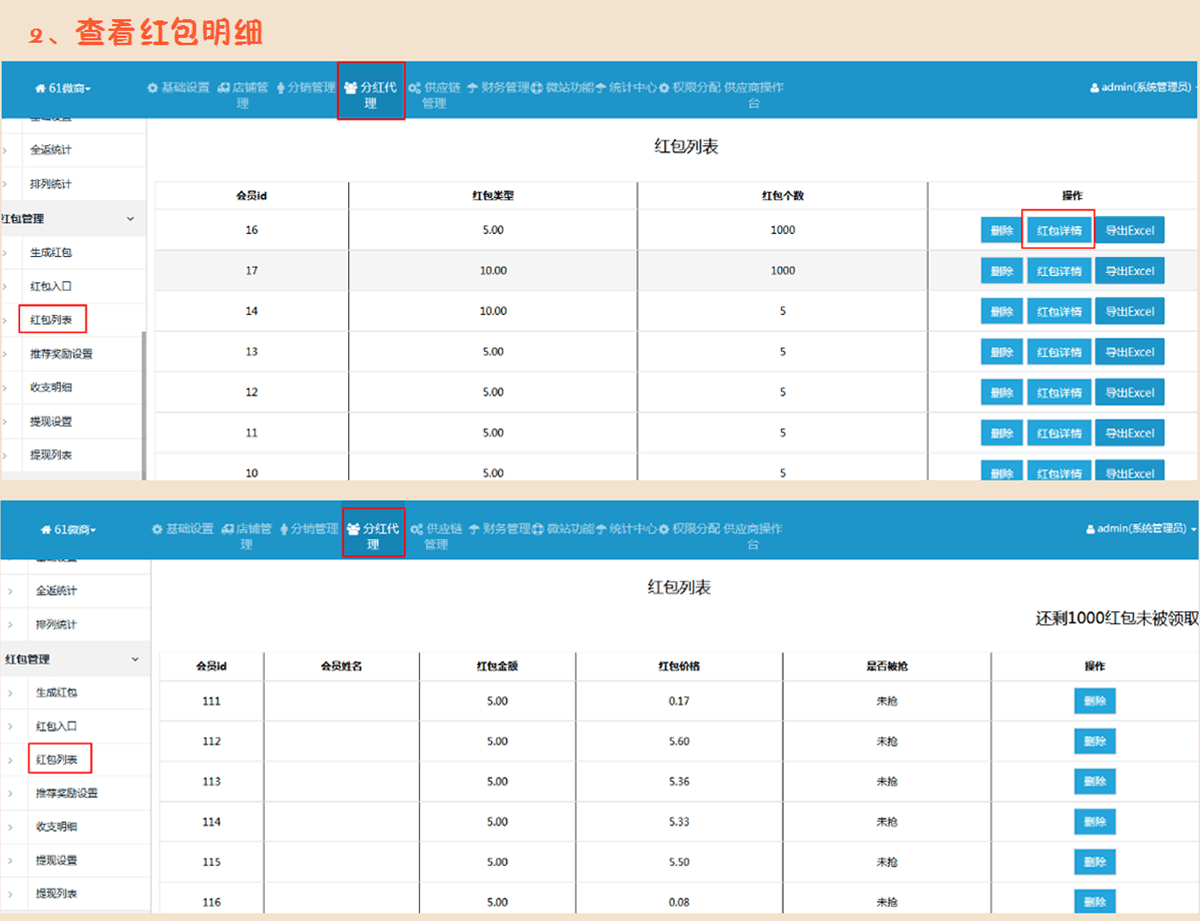 2、查看红包明细
61微商
基础设置 店铺管理 分销管理 分红代理 供应链管理 财务管理 微站功能 统计中心 权限分配 供应商操作台
admin(系统管理员)
基础设置
全返统计
排列统计
红包管理
生成红包
红包入口
红包列表
推荐奖励设置
收支明细
提现设置
提现列表
红包列表
会员id 红包类型 红包个数 操作
16 5.00 1000 删除 红包详情 导出Excel
17 10.00 1000 删除 红包详情 导出Excel
14 10.00 5 删除 红包详情 导出Excel
13 5.00 5 删除 红包详情 导出Excel
12 5.00 5 删除 红包详情 导出Excel
11 5.00 5 删除 红包详情 导出Excel
10 5.00 5 删除 红包详情 导出Excel
61微商
基础设置 店铺管理 分销管理 分红代理 供应链管理 财务管理 微站功能 统计中心 权限分配 供应商操作台
admin(系统管理员)
全返统计
排列统计
红包管理
生成红包
红包入口
红包列表
推荐奖励设置
收支明细
提现设置
提现列表
红包列表
还剩1000红包未被领取
会员id 会员姓名 红包金额 红包价格 是否被抢 操作
111 5.00 0.17 未抢 删除
112 5.00 5.60 未抢 删除
113 5.00 5.36 未抢 删除
114 5.00 5.33 未抢 删除
115 5.00 5.50 未抢 删除
116 5.00 0.08 未抢 删除